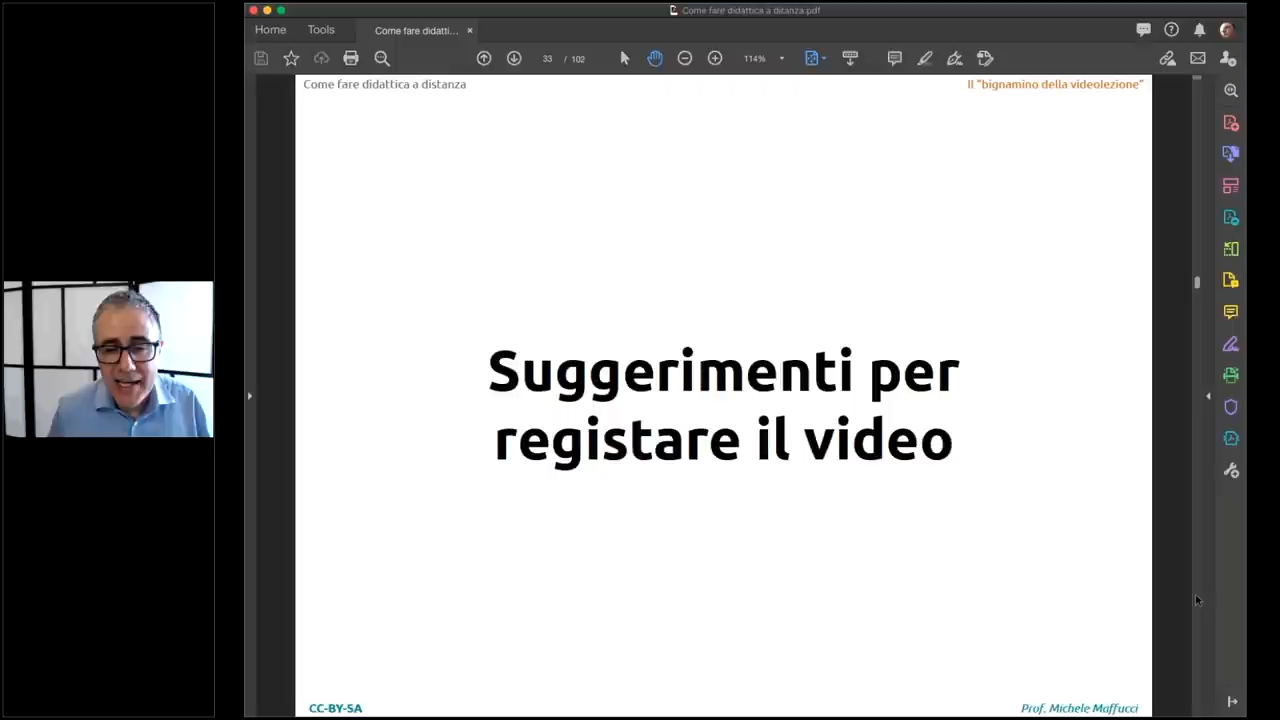 Come fare didattica a ditanza.pdf
Home
Tools
Come fare didatti...
33 / 102
114%
Come fare didattica a distanza
Il "bignamino della videolezione"
Suggerimenti per
registare il video
CC-BY-SA
Prof. Michele Maffucci